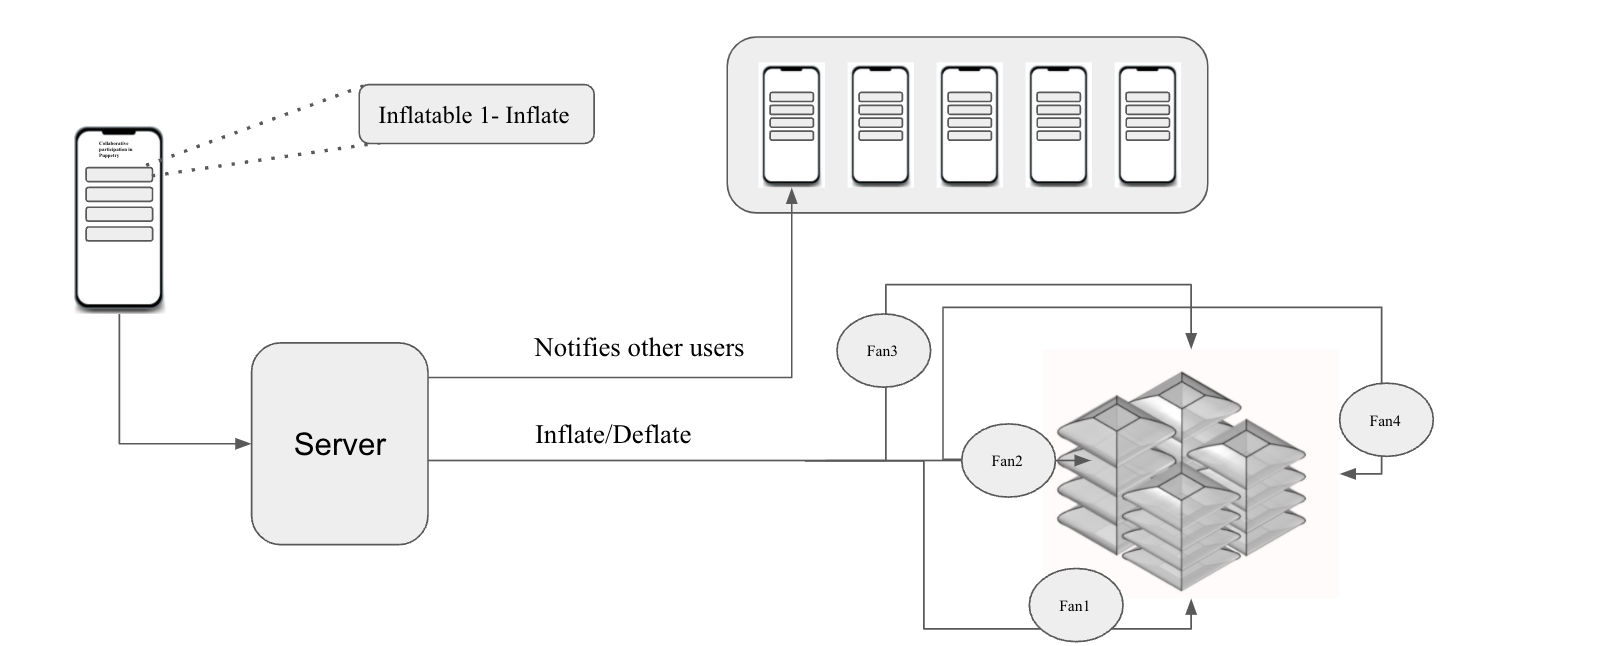 Inflatable 1- Inflate
Collaborative
participation in
Puppetry
Notifies other users
Fan3
Server
Inflate/Deflate
Fan4
Fan2
Fan1